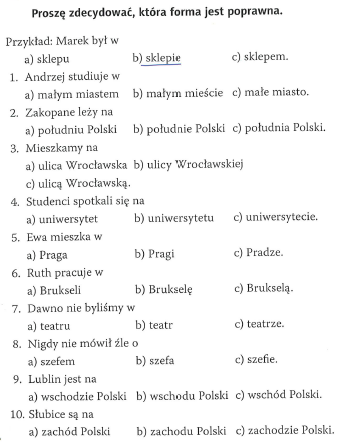 Proszę zdecydować, która forma jest poprawna.
Przykład: Marek był w
a) sklepu b) sklepie c) sklepem.
1. Andrzej studiuje w
a) małym miastem b) małym mieście c) małe miasto.
2. Zakopane leży na
a) południu Polski b) południe Polski c) południa Polski.
3. Mieszkamy na
a) ulica Wrocławska b) ulicy Wrocławskiej
c) ulicą Wrocławską.
4. Studenci spotkali się na
a) uniwersytet b) uniwersytetu c) uniwersytecie.
5. Ewa mieszka w
a) Praga b) Pragi c) Pradze.
6. Ruth pracuje w
a) Brukseli b) Brukselę c) Brukselą.
7. Dawno nie byliśmy w
a) teatru b) teatr c) teatrze.
8. Nigdy nie mówił źle o
a) szefem b) szefa c) szefie.
9. Lublin jest na
a) wschodzie Polski b) wschodu Polski c) wschód Polski.
10. Słubice są na
a) zachód Polski b) zachodu Polski c) zachodzie Polski.